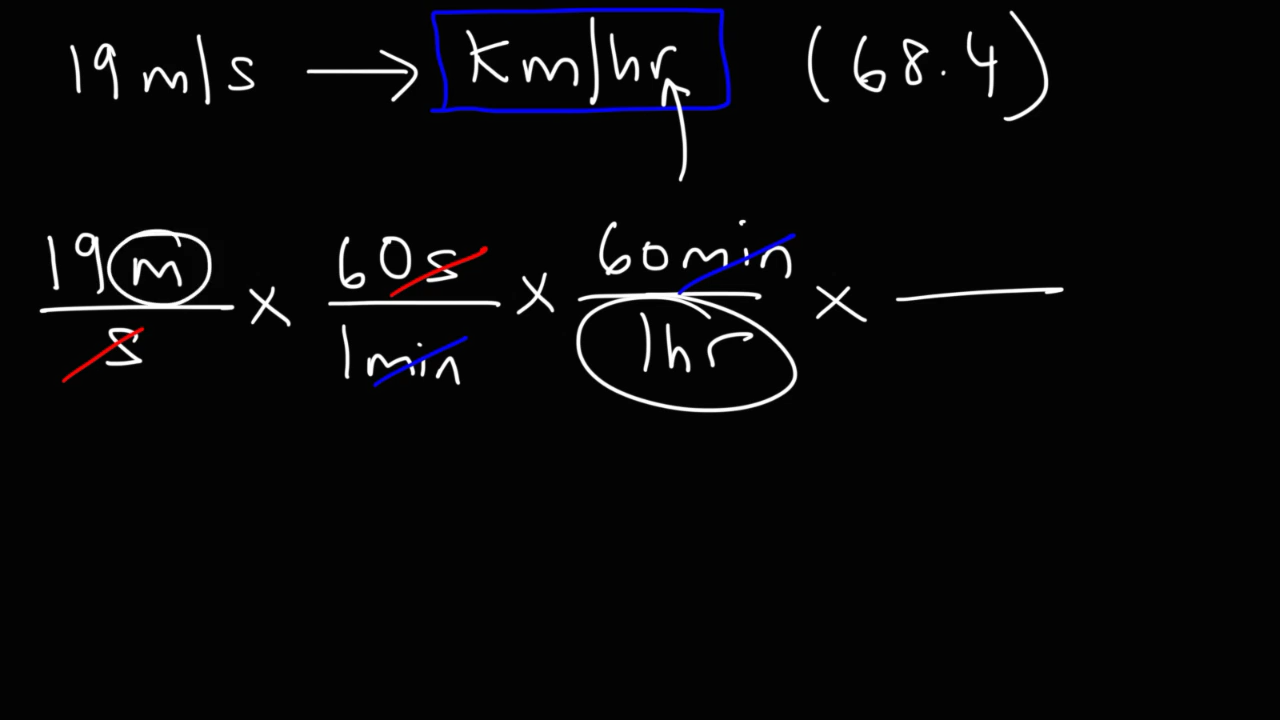 19 m/s → Km/hr (68.4)
19 m / s × 60 s / 1 min × 60 min / 1 hr ×